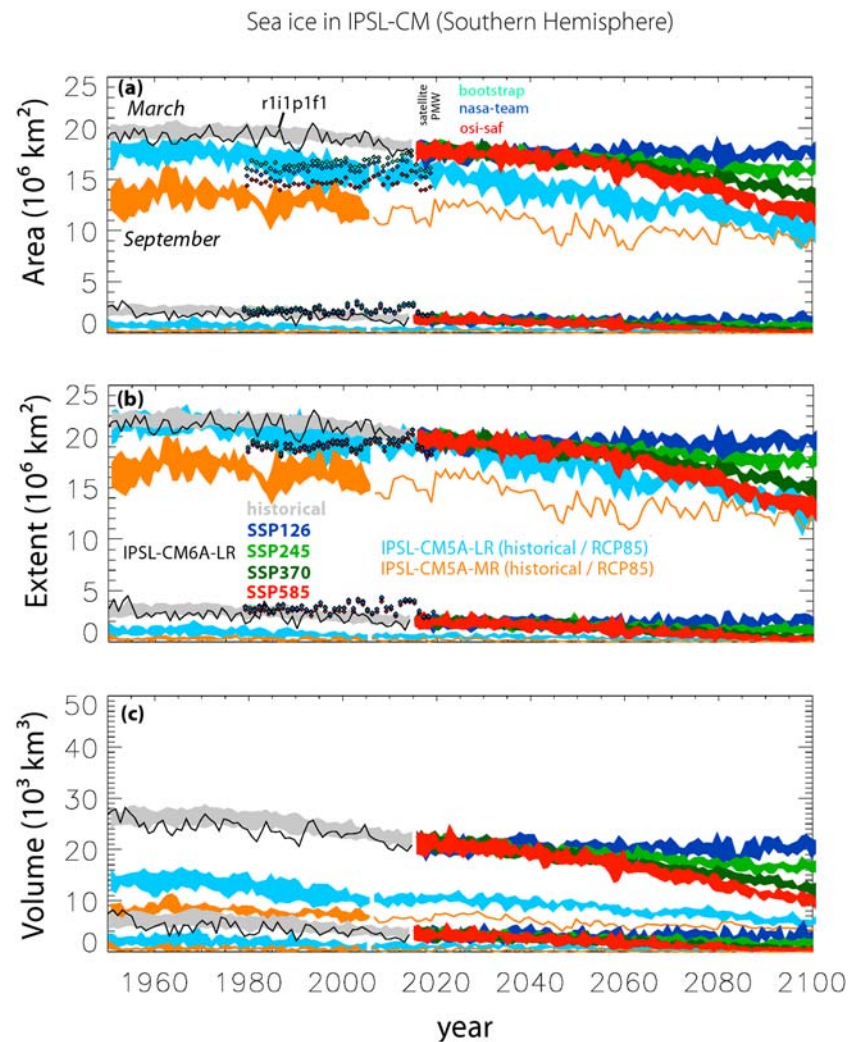 Sea ice in IPSL-CM (Southern Hemisphere)
(a)
March
r1i1p1f1
satellite
PMW
bootstrap
nasa-team
osi-saf
September
Area (10⁶ km²)
25
20
15
10
5
0
(b)
historical
SSP126
IPSL-CM6A-LR
SSP245
SSP370
SSP585
IPSL-CM5A-LR (historical / RCP85)
IPSL-CM5A-MR (historical / RCP85)
Extent (10⁶ km²)
25
20
15
10
5
0
(c)
Volume (10³ km³)
50
40
30
20
10
0
1960 1980 2000 2020 2040 2060 2080 2100
year